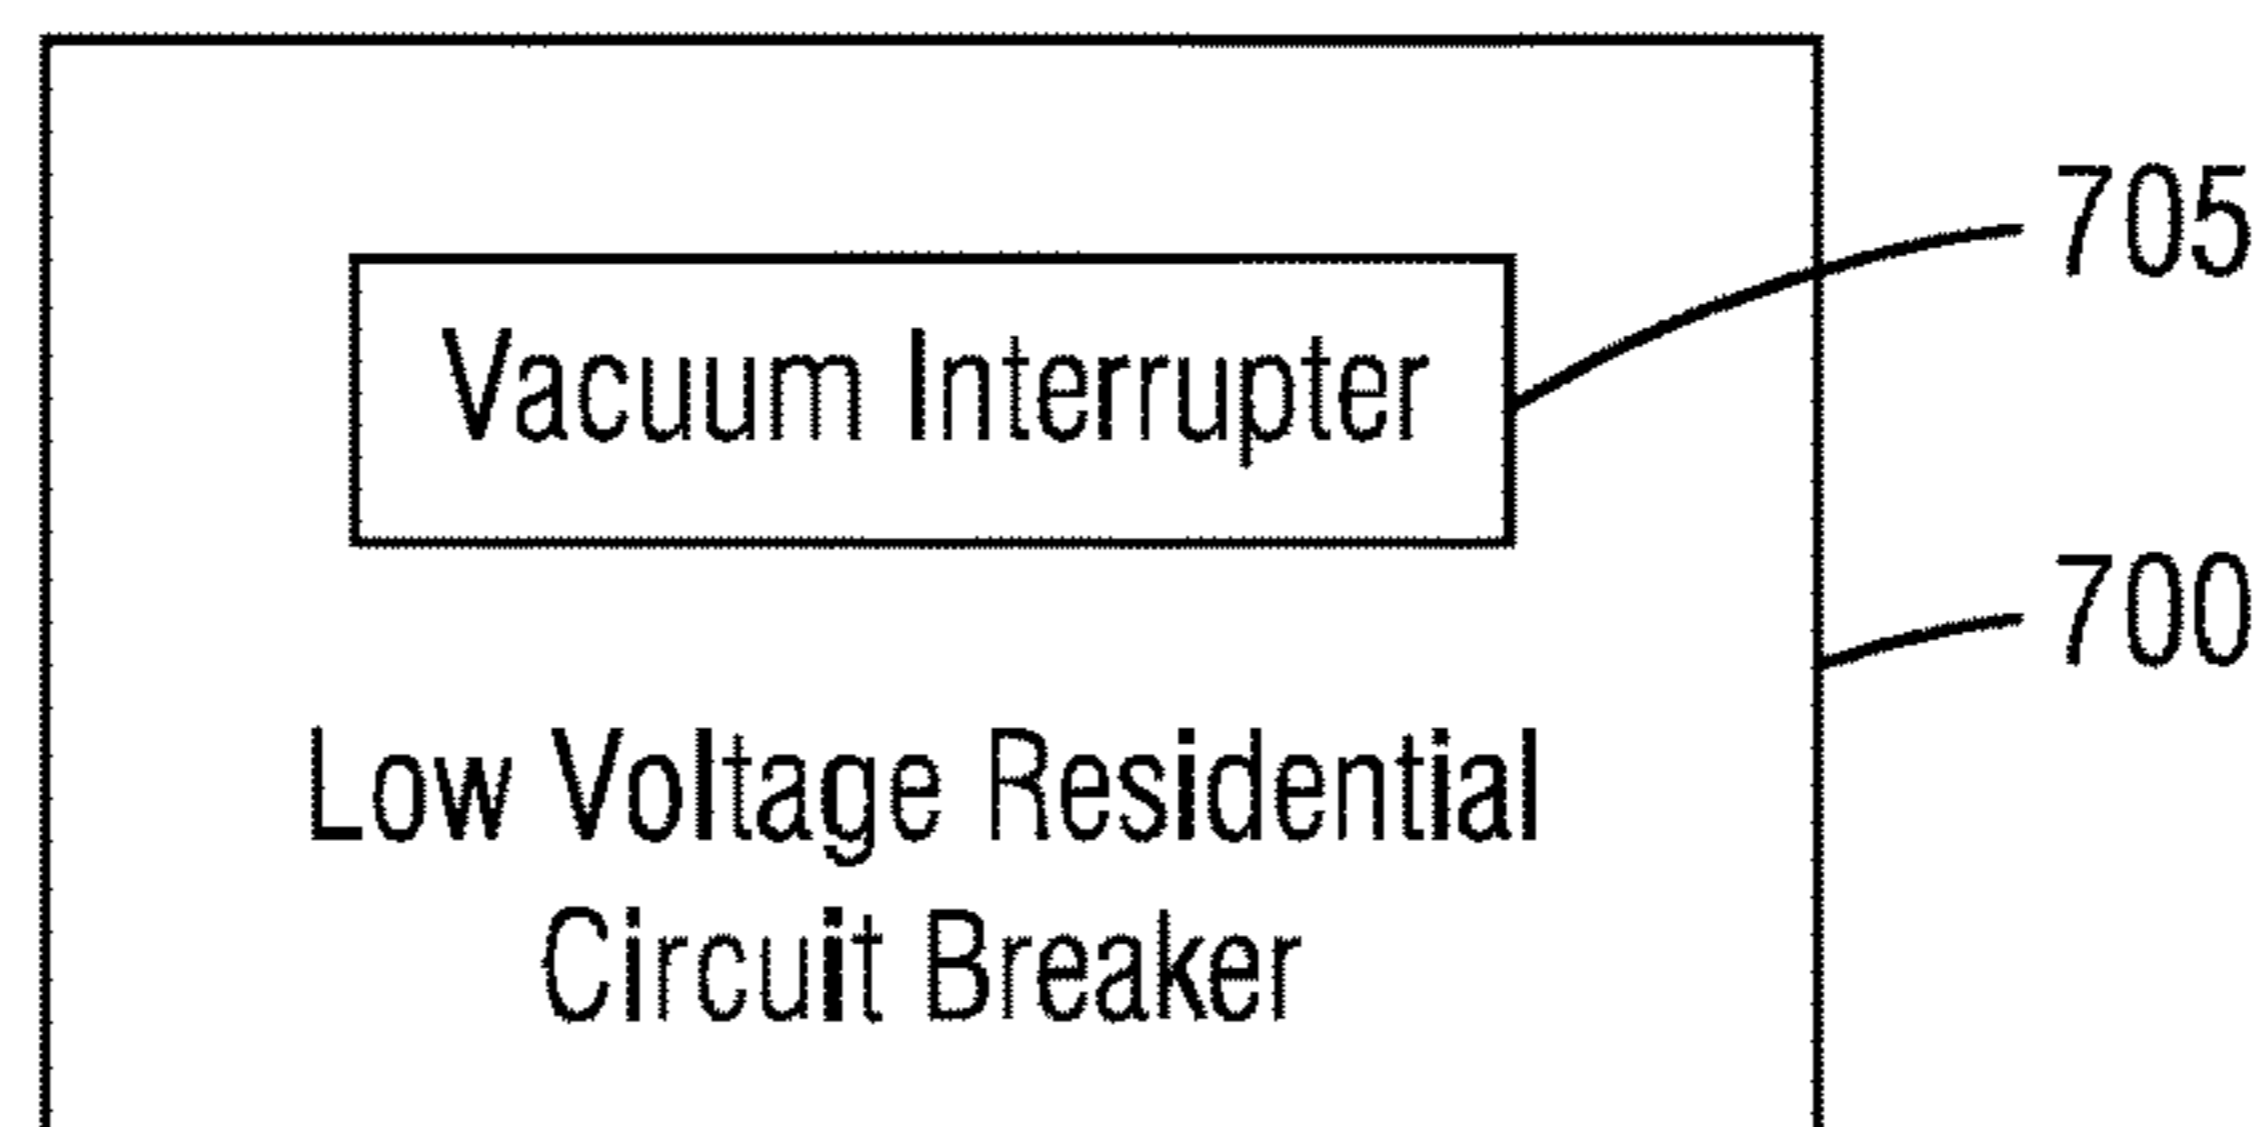 705
Vacuum Interrupter
700
Low Voltage Residential
Circuit Breaker